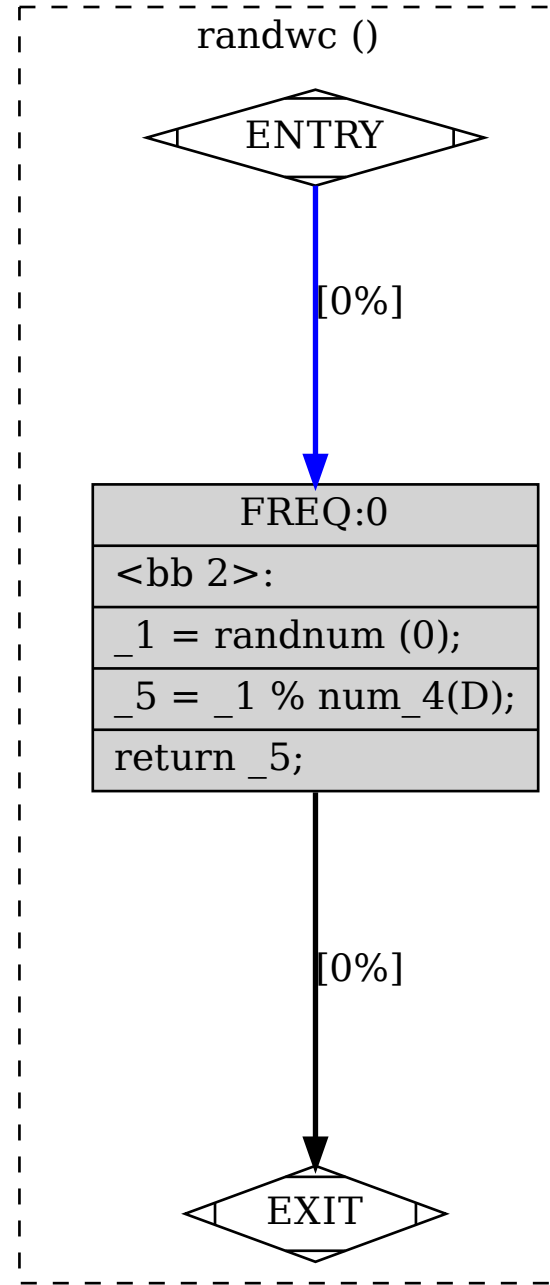 randwc ()
ENTRY
[0%]
FREQ:0
<bb 2>:
_1 = randnum (0);
_5 = _1 % num_4(D);
return _5;
[0%]
EXIT